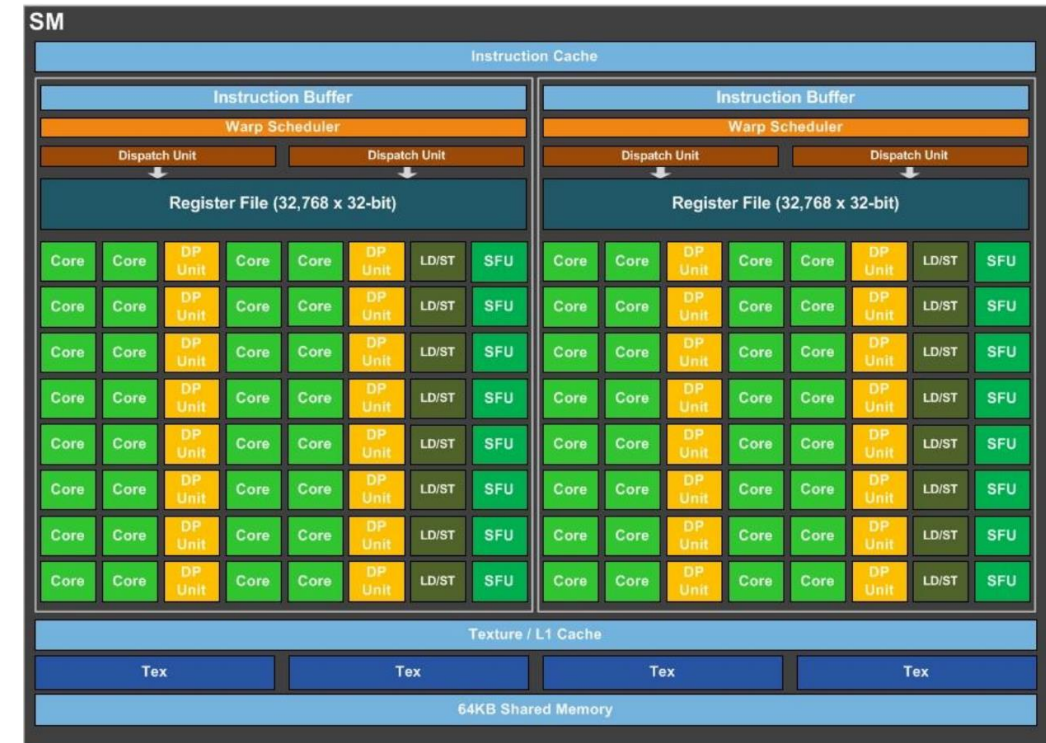 SM
Instruction Cache
Instruction Buffer Instruction Buffer
Warp Scheduler Warp Scheduler
Dispatch Unit Dispatch Unit Dispatch Unit Dispatch Unit
Register File (32,768 x 32-bit) Register File (32,768 x 32-bit)
Core Core DP Unit Core Core DP Unit LD/ST SFU Core Core DP Unit Core Core DP Unit LD/ST SFU
Core Core DP Unit Core Core DP Unit LD/ST SFU Core Core DP Unit Core Core DP Unit LD/ST SFU
Core Core DP Unit Core Core DP Unit LD/ST SFU Core Core DP Unit Core Core DP Unit LD/ST SFU
Core Core DP Unit Core Core DP Unit LD/ST SFU Core Core DP Unit Core Core DP Unit LD/ST SFU
Core Core DP Unit Core Core DP Unit LD/ST SFU Core Core DP Unit Core Core DP Unit LD/ST SFU
Core Core DP Unit Core Core DP Unit LD/ST SFU Core Core DP Unit Core Core DP Unit LD/ST SFU
Core Core DP Unit Core Core DP Unit LD/ST SFU Core Core DP Unit Core Core DP Unit LD/ST SFU
Core Core DP Unit Core Core DP Unit LD/ST SFU Core Core DP Unit Core Core DP Unit LD/ST SFU
Texture / L1 Cache
Tex Tex Tex Tex
64KB Shared Memory